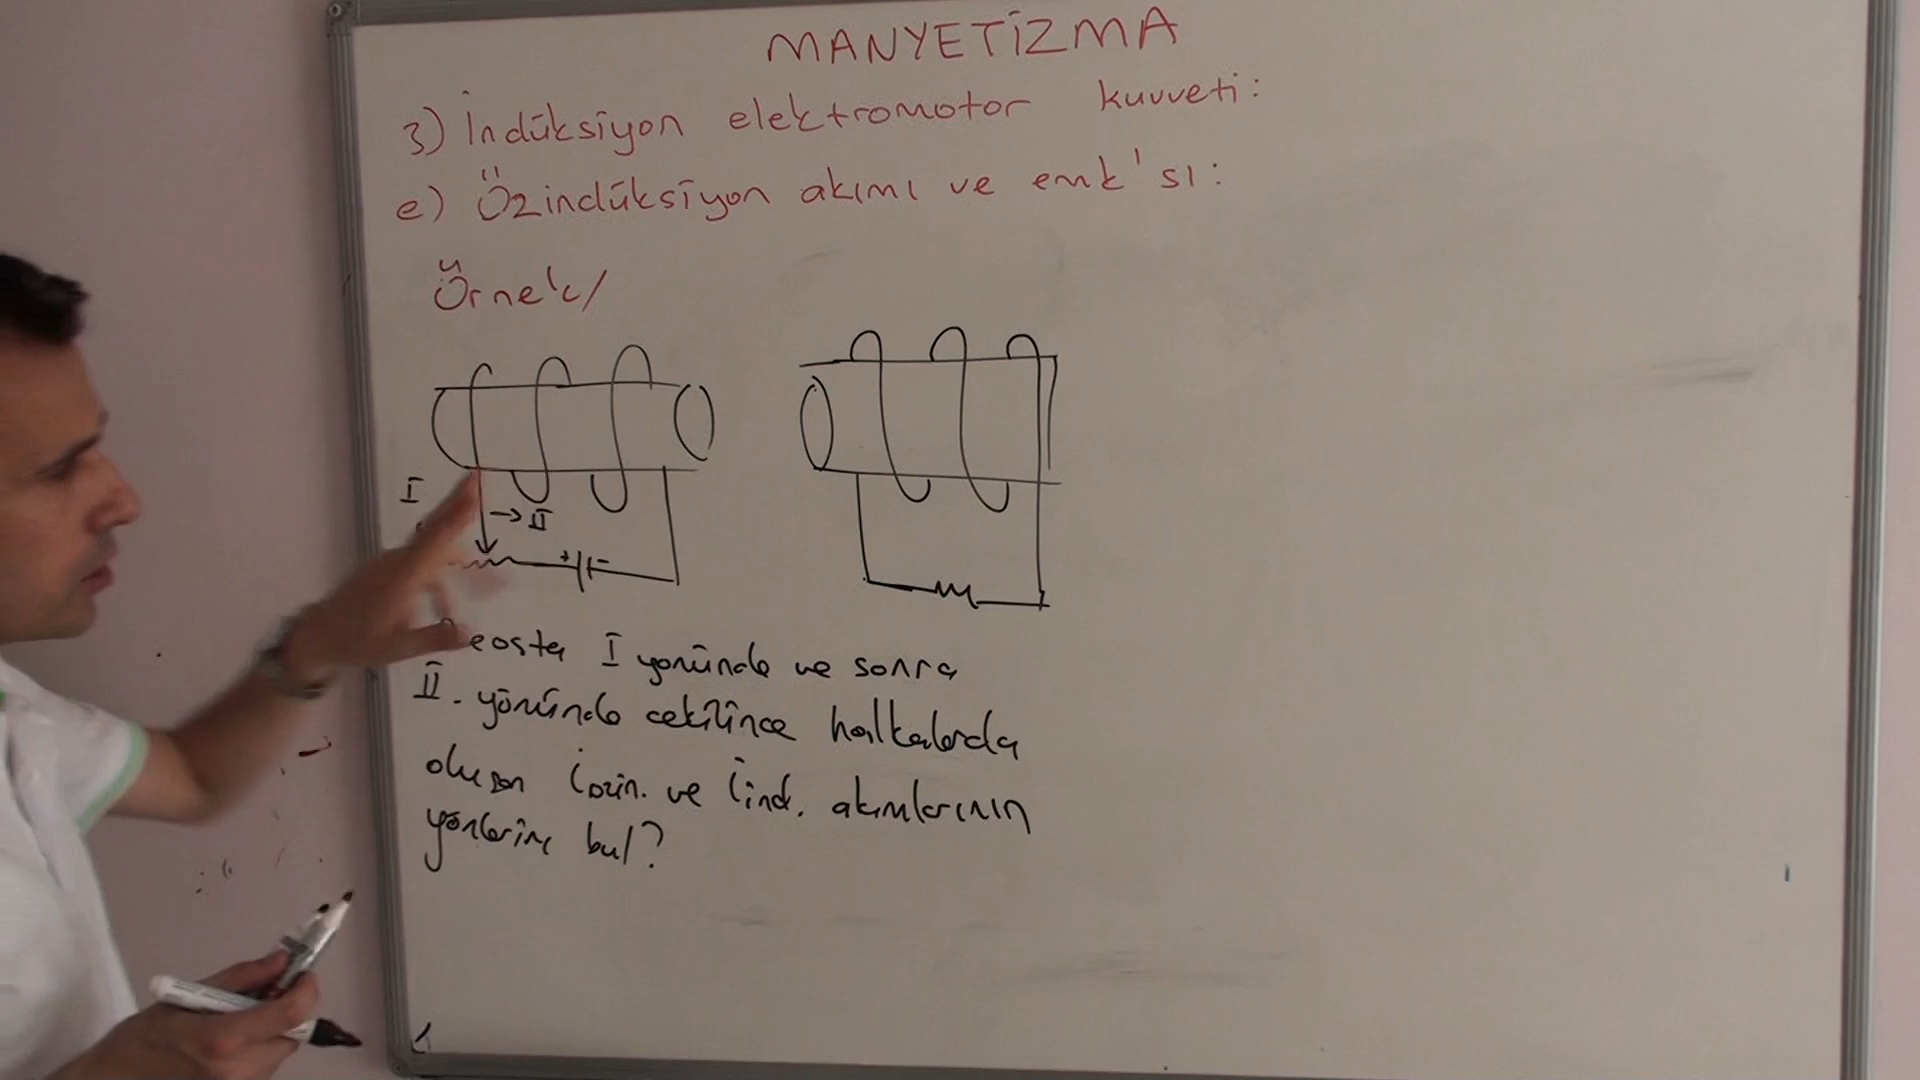 MANYETİZMA
3) İndüksiyon elektromotor kuvveti:
e) Özindüksiyon akımı ve emk'sı:
Örnek/
I
→ II
+ -
eosta I yönünde ve sonra
II. yönünde çekilince halkalarda
oluşan iözin. ve iind. akımlarının
yönlerini bul?